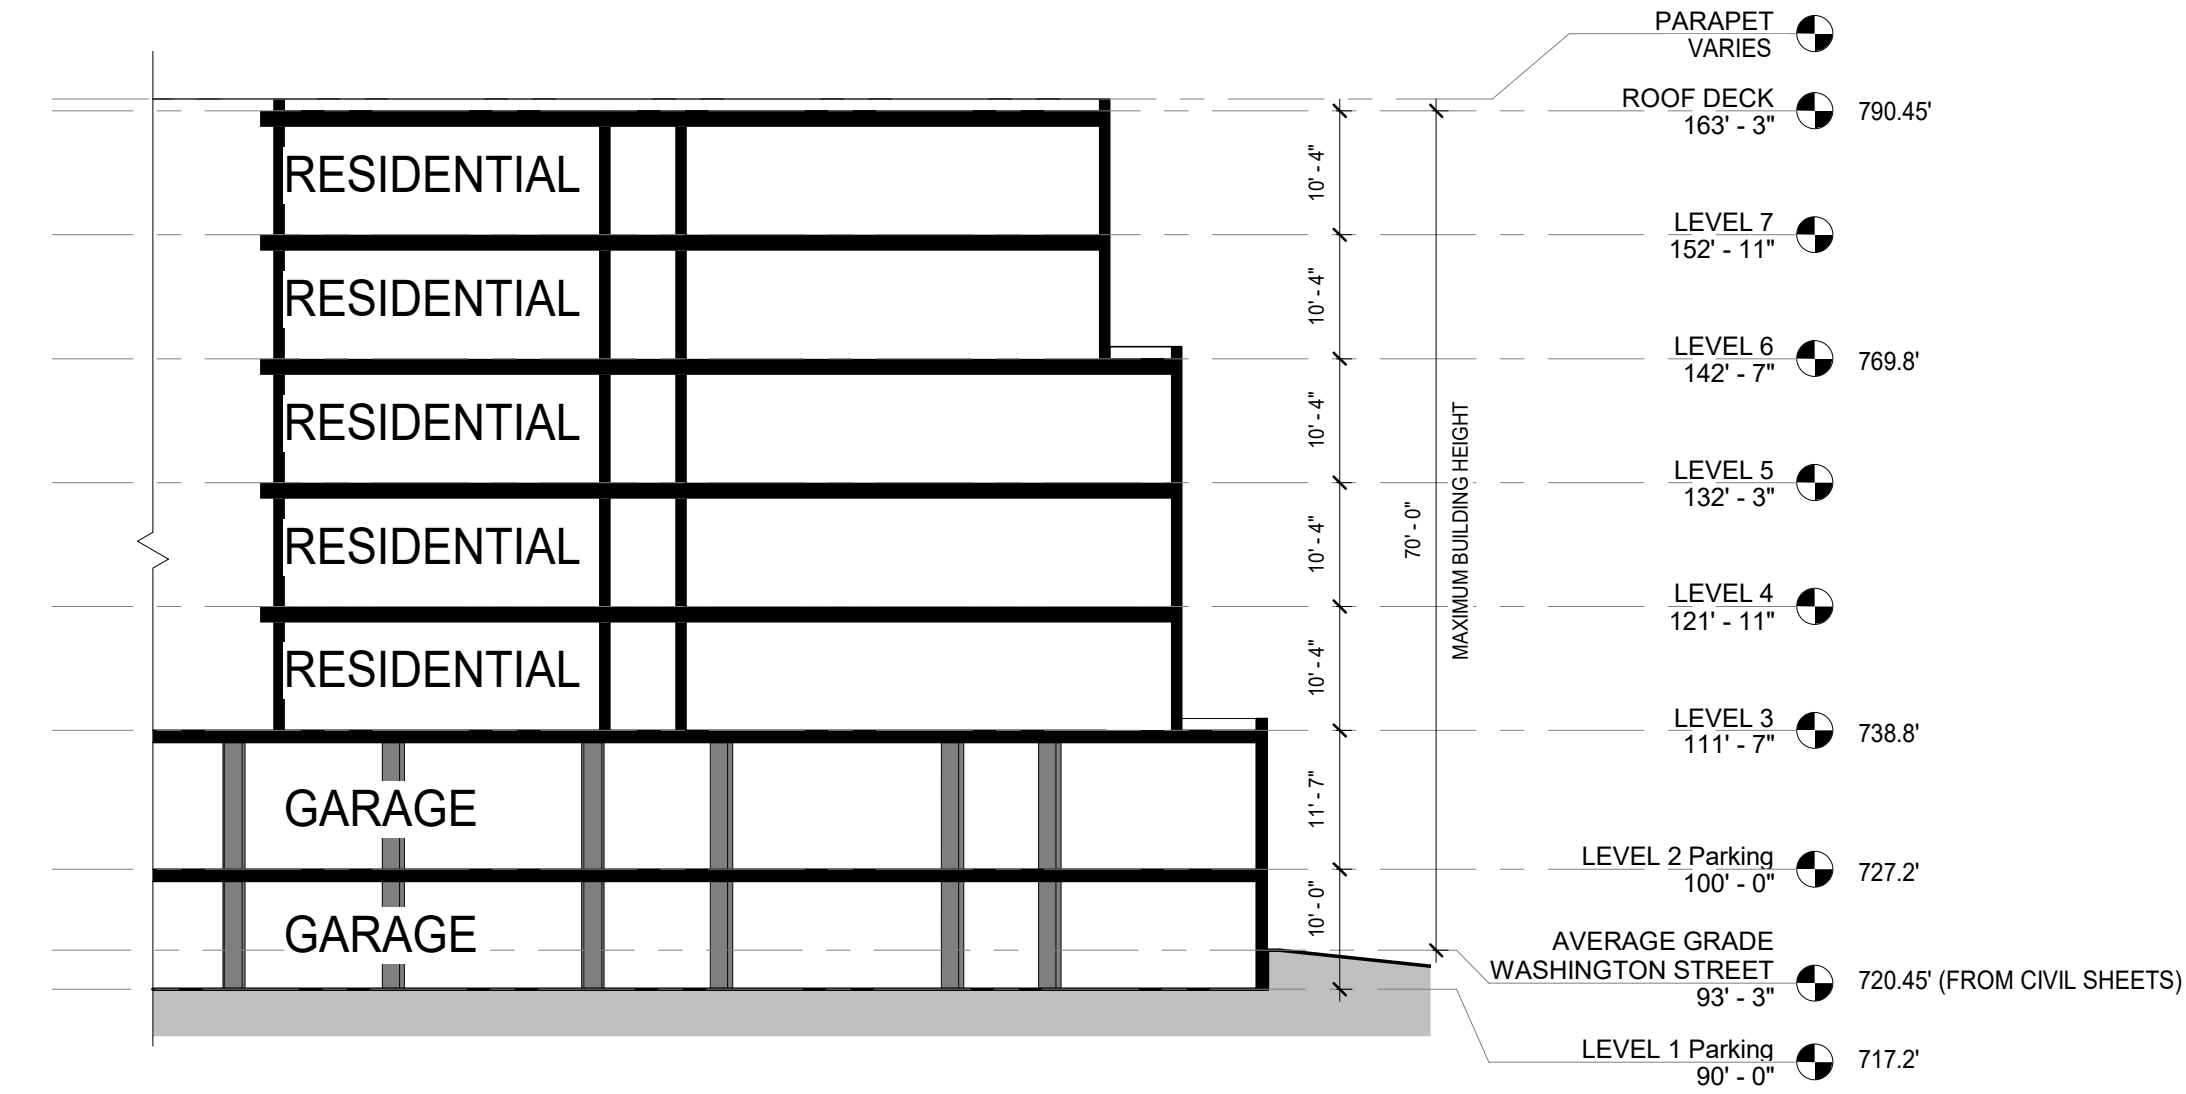 PARAPET
VARIES
ROOF DECK
163' - 3"
790.45'
RESIDENTIAL
10' - 4"
LEVEL 7
152' - 11"
RESIDENTIAL
10' - 4"
LEVEL 6
142' - 7"
769.8'
RESIDENTIAL
10' - 4"
LEVEL 5
132' - 3"
RESIDENTIAL
10' - 4"
70' - 0"
MAXIMUM BUILDING HEIGHT
LEVEL 4
121' - 11"
RESIDENTIAL
10' - 4"
LEVEL 3
111' - 7"
738.8'
GARAGE
11' - 7"
LEVEL 2 Parking
100' - 0"
727.2'
GARAGE
10' - 0"
AVERAGE GRADE
WASHINGTON STREET
93' - 3"
720.45' (FROM CIVIL SHEETS)
LEVEL 1 Parking
90' - 0"
717.2'